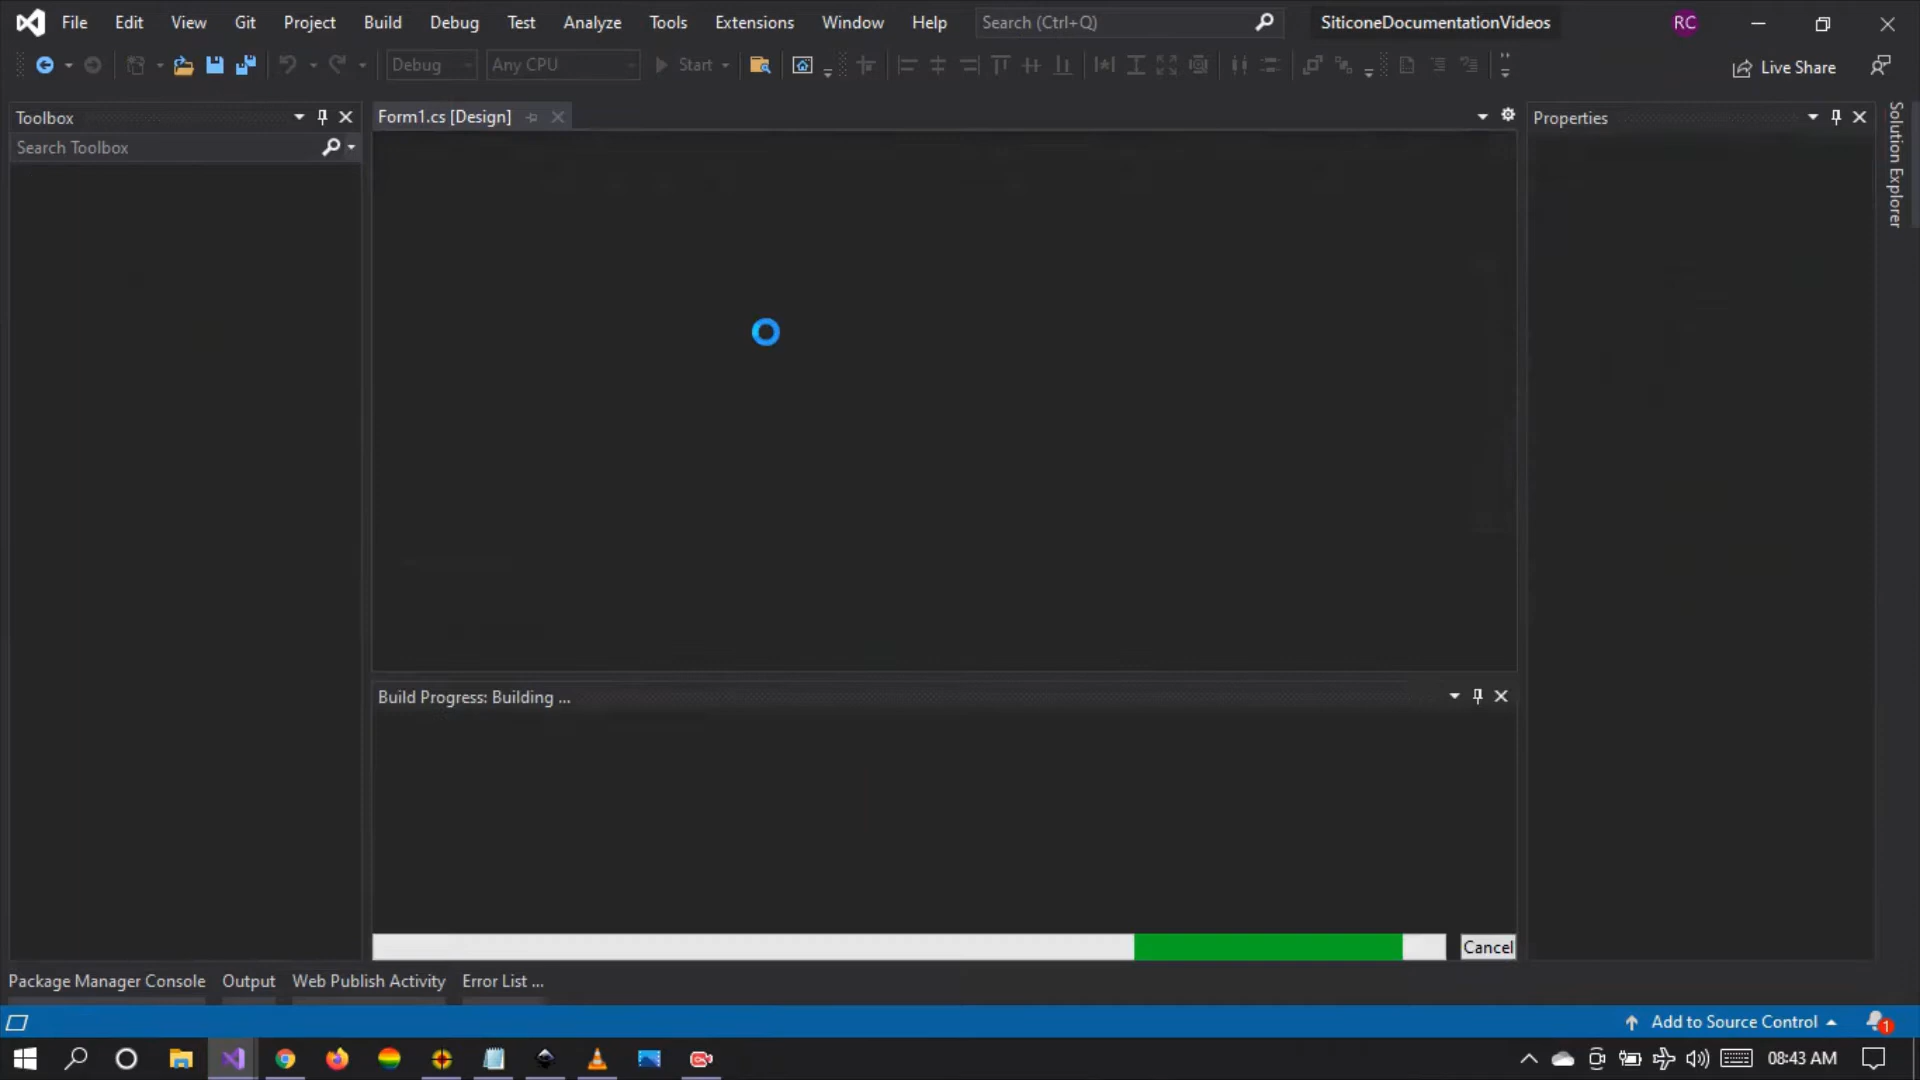 File Edit View Git Project Build Debug Test Analyze Tools Extensions Window Help Search (Ctrl+Q) SiticoneDocumentationVideos RC
Debug Any CPU Start Live Share
Toolbox
Search Toolbox
Form1.cs [Design]
Properties
Solution Explorer
Build Progress: Building ...
Cancel
Package Manager Console Output Web Publish Activity Error List ...
Add to Source Control 1
08:43 AM